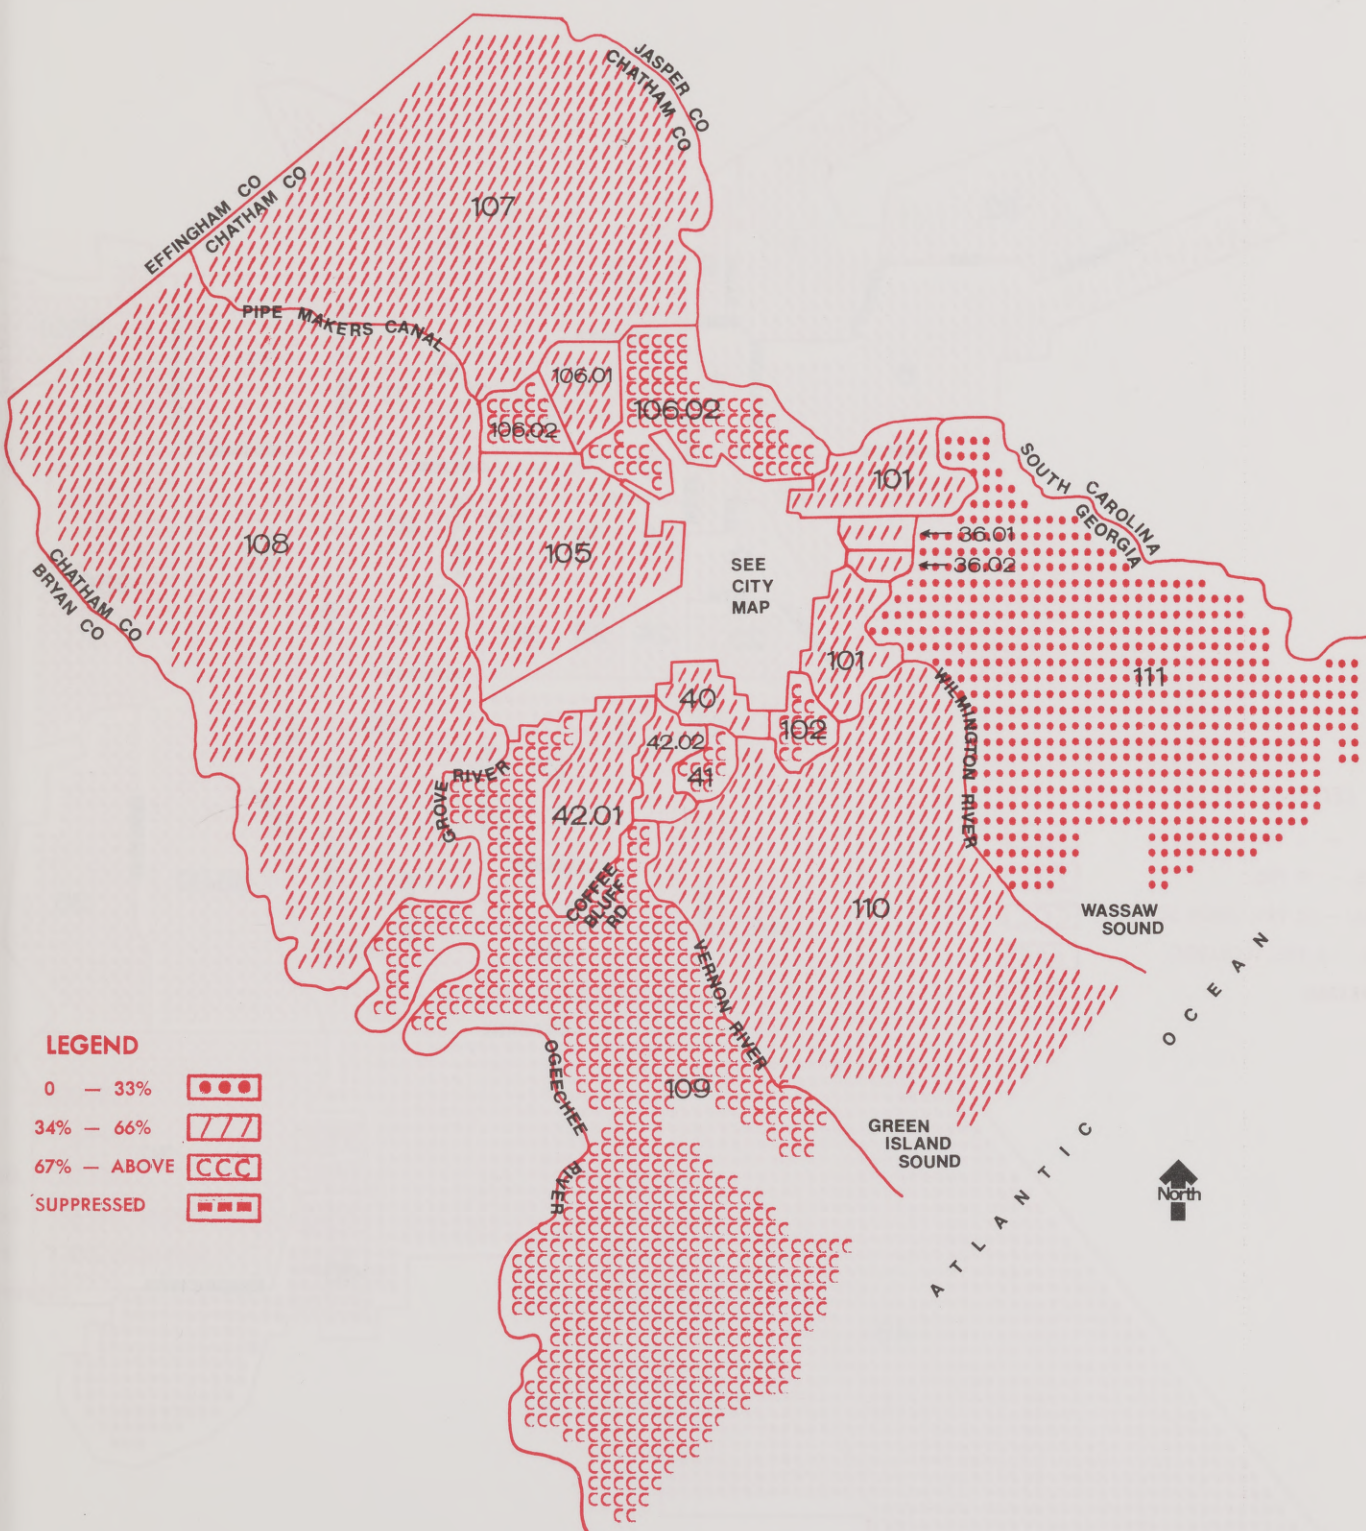 JASPER CO
CHATHAM CO
EFFINGHAM CO
CHATHAM CO
107
PIPE MAKERS CANAL
106.01
106.02
106.02
101
SOUTH CAROLINA
GEORGIA
108
105
SEE
CITY
MAP
36.01
36.02
CHATHAM CO
BRYAN CO
101
111
40
WILMINGTON RIVER
102
42.02
41
GROVE RIVER
42.01
COFFEE
BLUFF
RD
110
WASSAW
SOUND
VERNON RIVER
OGEECHEE RIVER
109
GREEN
ISLAND
SOUND
ATLANTIC OCEAN
North
LEGEND
0 — 33%
34% — 66%
67% — ABOVE CCC
SUPPRESSED